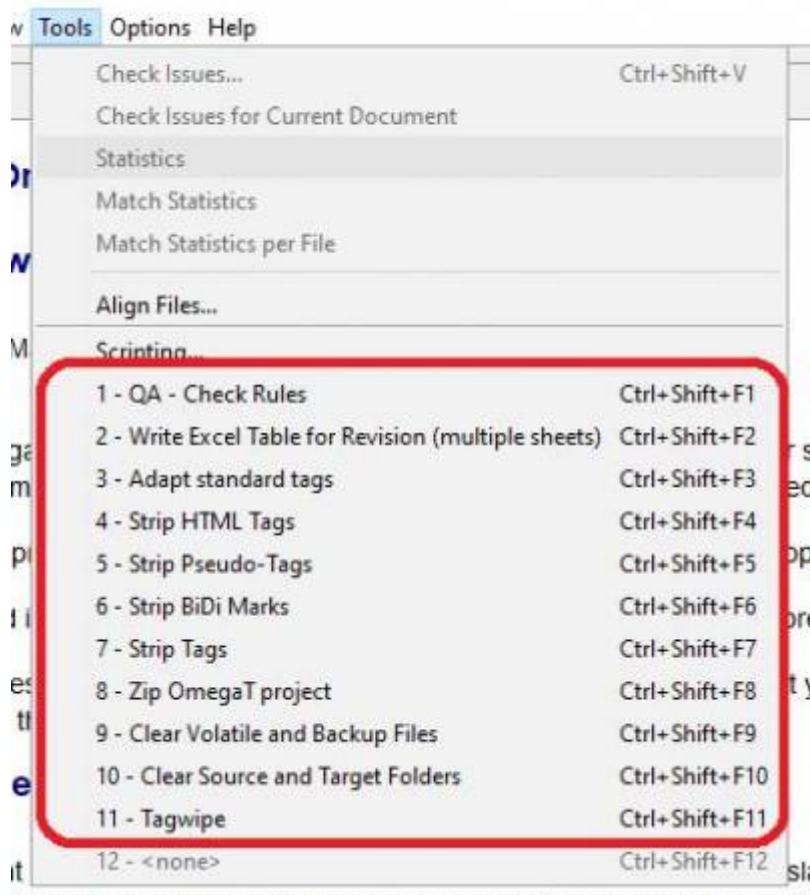 w Tools Options Help
Check Issues... Ctrl+Shift+V
Check Issues for Current Document
Statistics
Match Statistics
Match Statistics per File
Align Files...
Scripting...
1 - QA - Check Rules Ctrl+Shift+F1
2 - Write Excel Table for Revision (multiple sheets) Ctrl+Shift+F2
3 - Adapt standard tags Ctrl+Shift+F3
4 - Strip HTML Tags Ctrl+Shift+F4
5 - Strip Pseudo-Tags Ctrl+Shift+F5
6 - Strip BiDi Marks Ctrl+Shift+F6
7 - Strip Tags Ctrl+Shift+F7
8 - Zip OmegaT project Ctrl+Shift+F8
9 - Clear Volatile and Backup Files Ctrl+Shift+F9
10 - Clear Source and Target Folders Ctrl+Shift+F10
11 - Tagwipe Ctrl+Shift+F11
12 - <none> Ctrl+Shift+F12